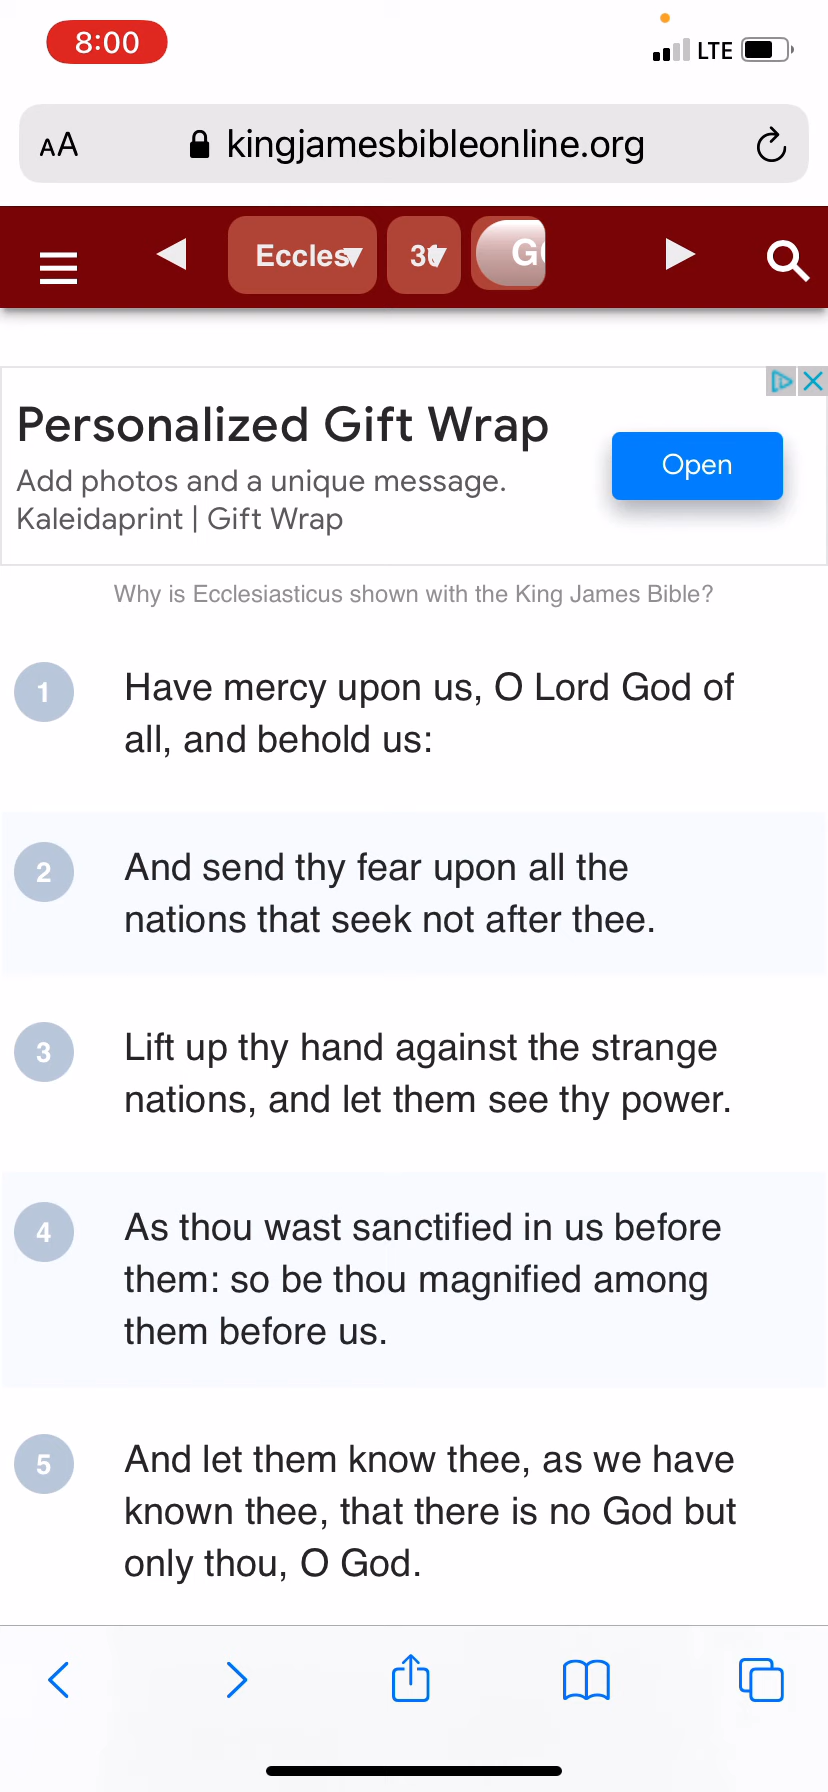 8:00
LTE
AA kingjamesbibleonline.org
Eccles
Personalized Gift Wrap
Add photos and a unique message.
Kaleidaprint | Gift Wrap
Open
Why is Ecclesiasticus shown with the King James Bible?
1 Have mercy upon us, O Lord God of
all, and behold us:
2 And send thy fear upon all the
nations that seek not after thee.
3 Lift up thy hand against the strange
nations, and let them see thy power.
4 As thou wast sanctified in us before
them: so be thou magnified among
them before us.
5 And let them know thee, as we have
known thee, that there is no God but
only thou, O God.